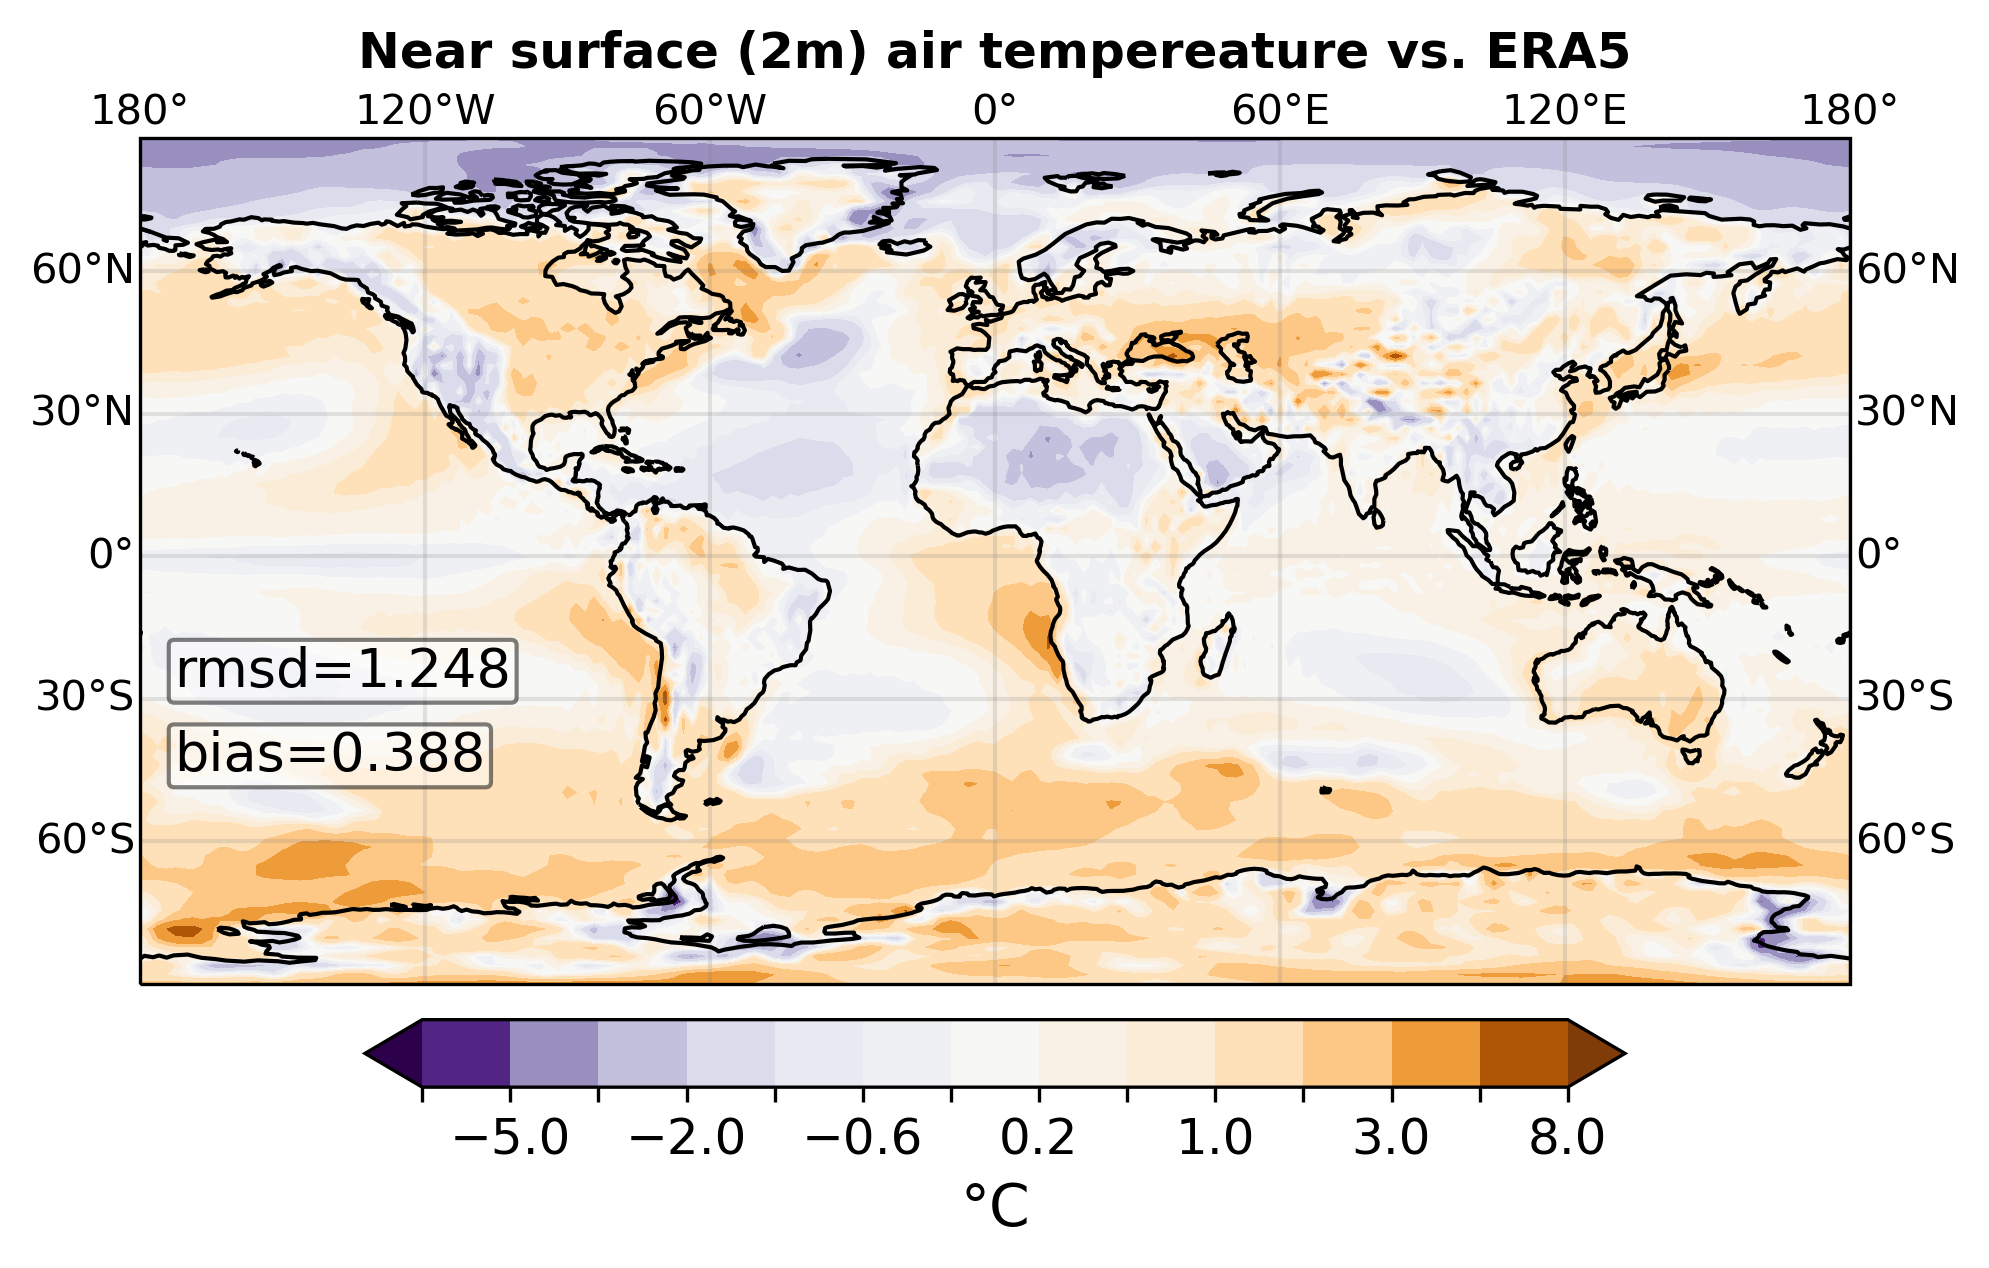 Near surface (2m) air tempereature vs. ERA5
180° 120°W 60°W 0° 60°E 120°E 180°
60°N 60°N
30°N 30°N
0° 0°
rmsd=1.248
30°S 30°S
bias=0.388
60°S 60°S
−5.0 −2.0 −0.6 0.2 1.0 3.0 8.0
°C